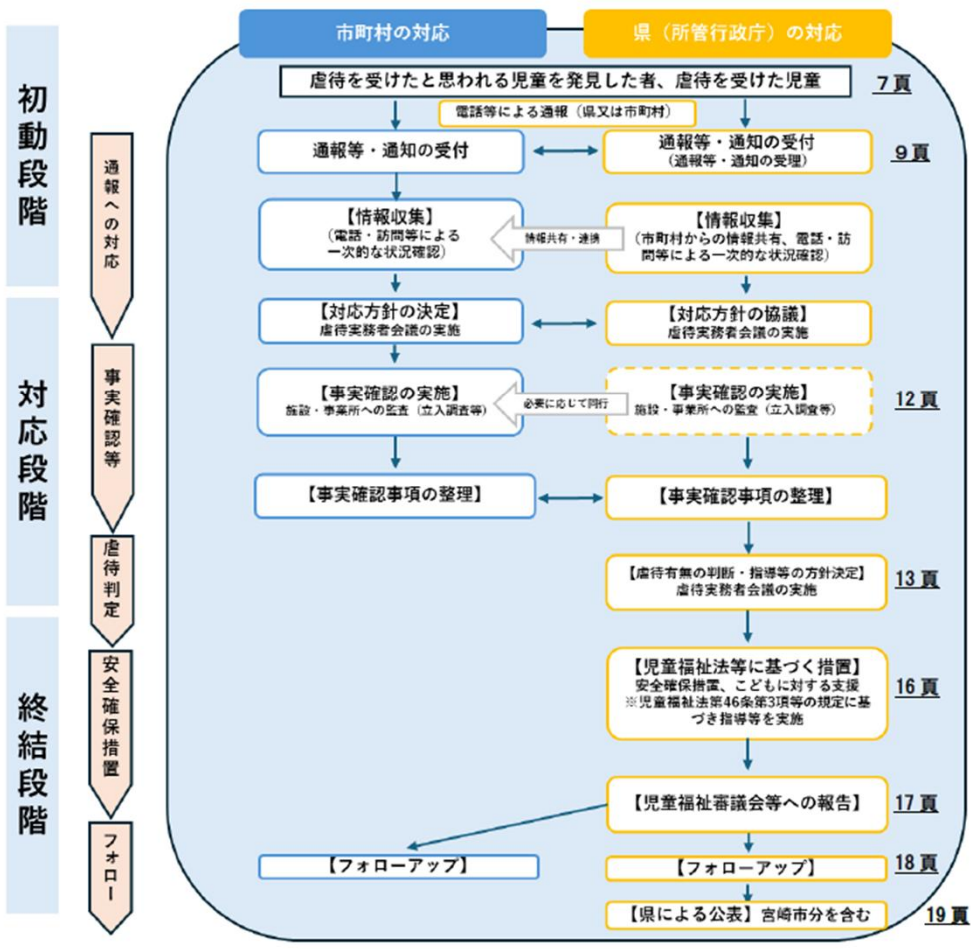 市町村の対応
県（所管行政庁）の対応
初動段階
対応段階
終結段階
通報への対応
事実確認等
虐待判定
安全確保措置
フォロー
虐待を受けたと思われる児童を発見した者、虐待を受けた児童
7頁
電話等による通報（県又は市町村）
通報等・通知の受付
通報等・通知の受付
（通報等・通知の受理）
9頁
【情報収集】
（電話・訪問等による
一次的な状況確認）
情報共有・連携
【情報収集】
（市町村からの情報共有、電話・訪
問等による一次的な状況確認）
【対応方針の決定】
虐待実務者会議の実施
【対応方針の協議】
虐待実務者会議の実施
【事実確認の実施】
施設・事業所への監査（立入調査等）
必要に応じて同行
【事実確認の実施】
施設・事業所への監査（立入調査等）
12頁
【事実確認事項の整理】
【事実確認事項の整理】
【虐待有無の判断・指導等の方針決定】
虐待実務者会議の実施
13頁
【児童福祉法等に基づく措置】
安全確保措置、こどもに対する支援
※児童福祉法第46条第3項等の規定に基
づき指導等を実施
16頁
【児童福祉審議会等への報告】
17頁
【フォローアップ】
【フォローアップ】
18頁
【県による公表】宮崎市分を含む
19頁